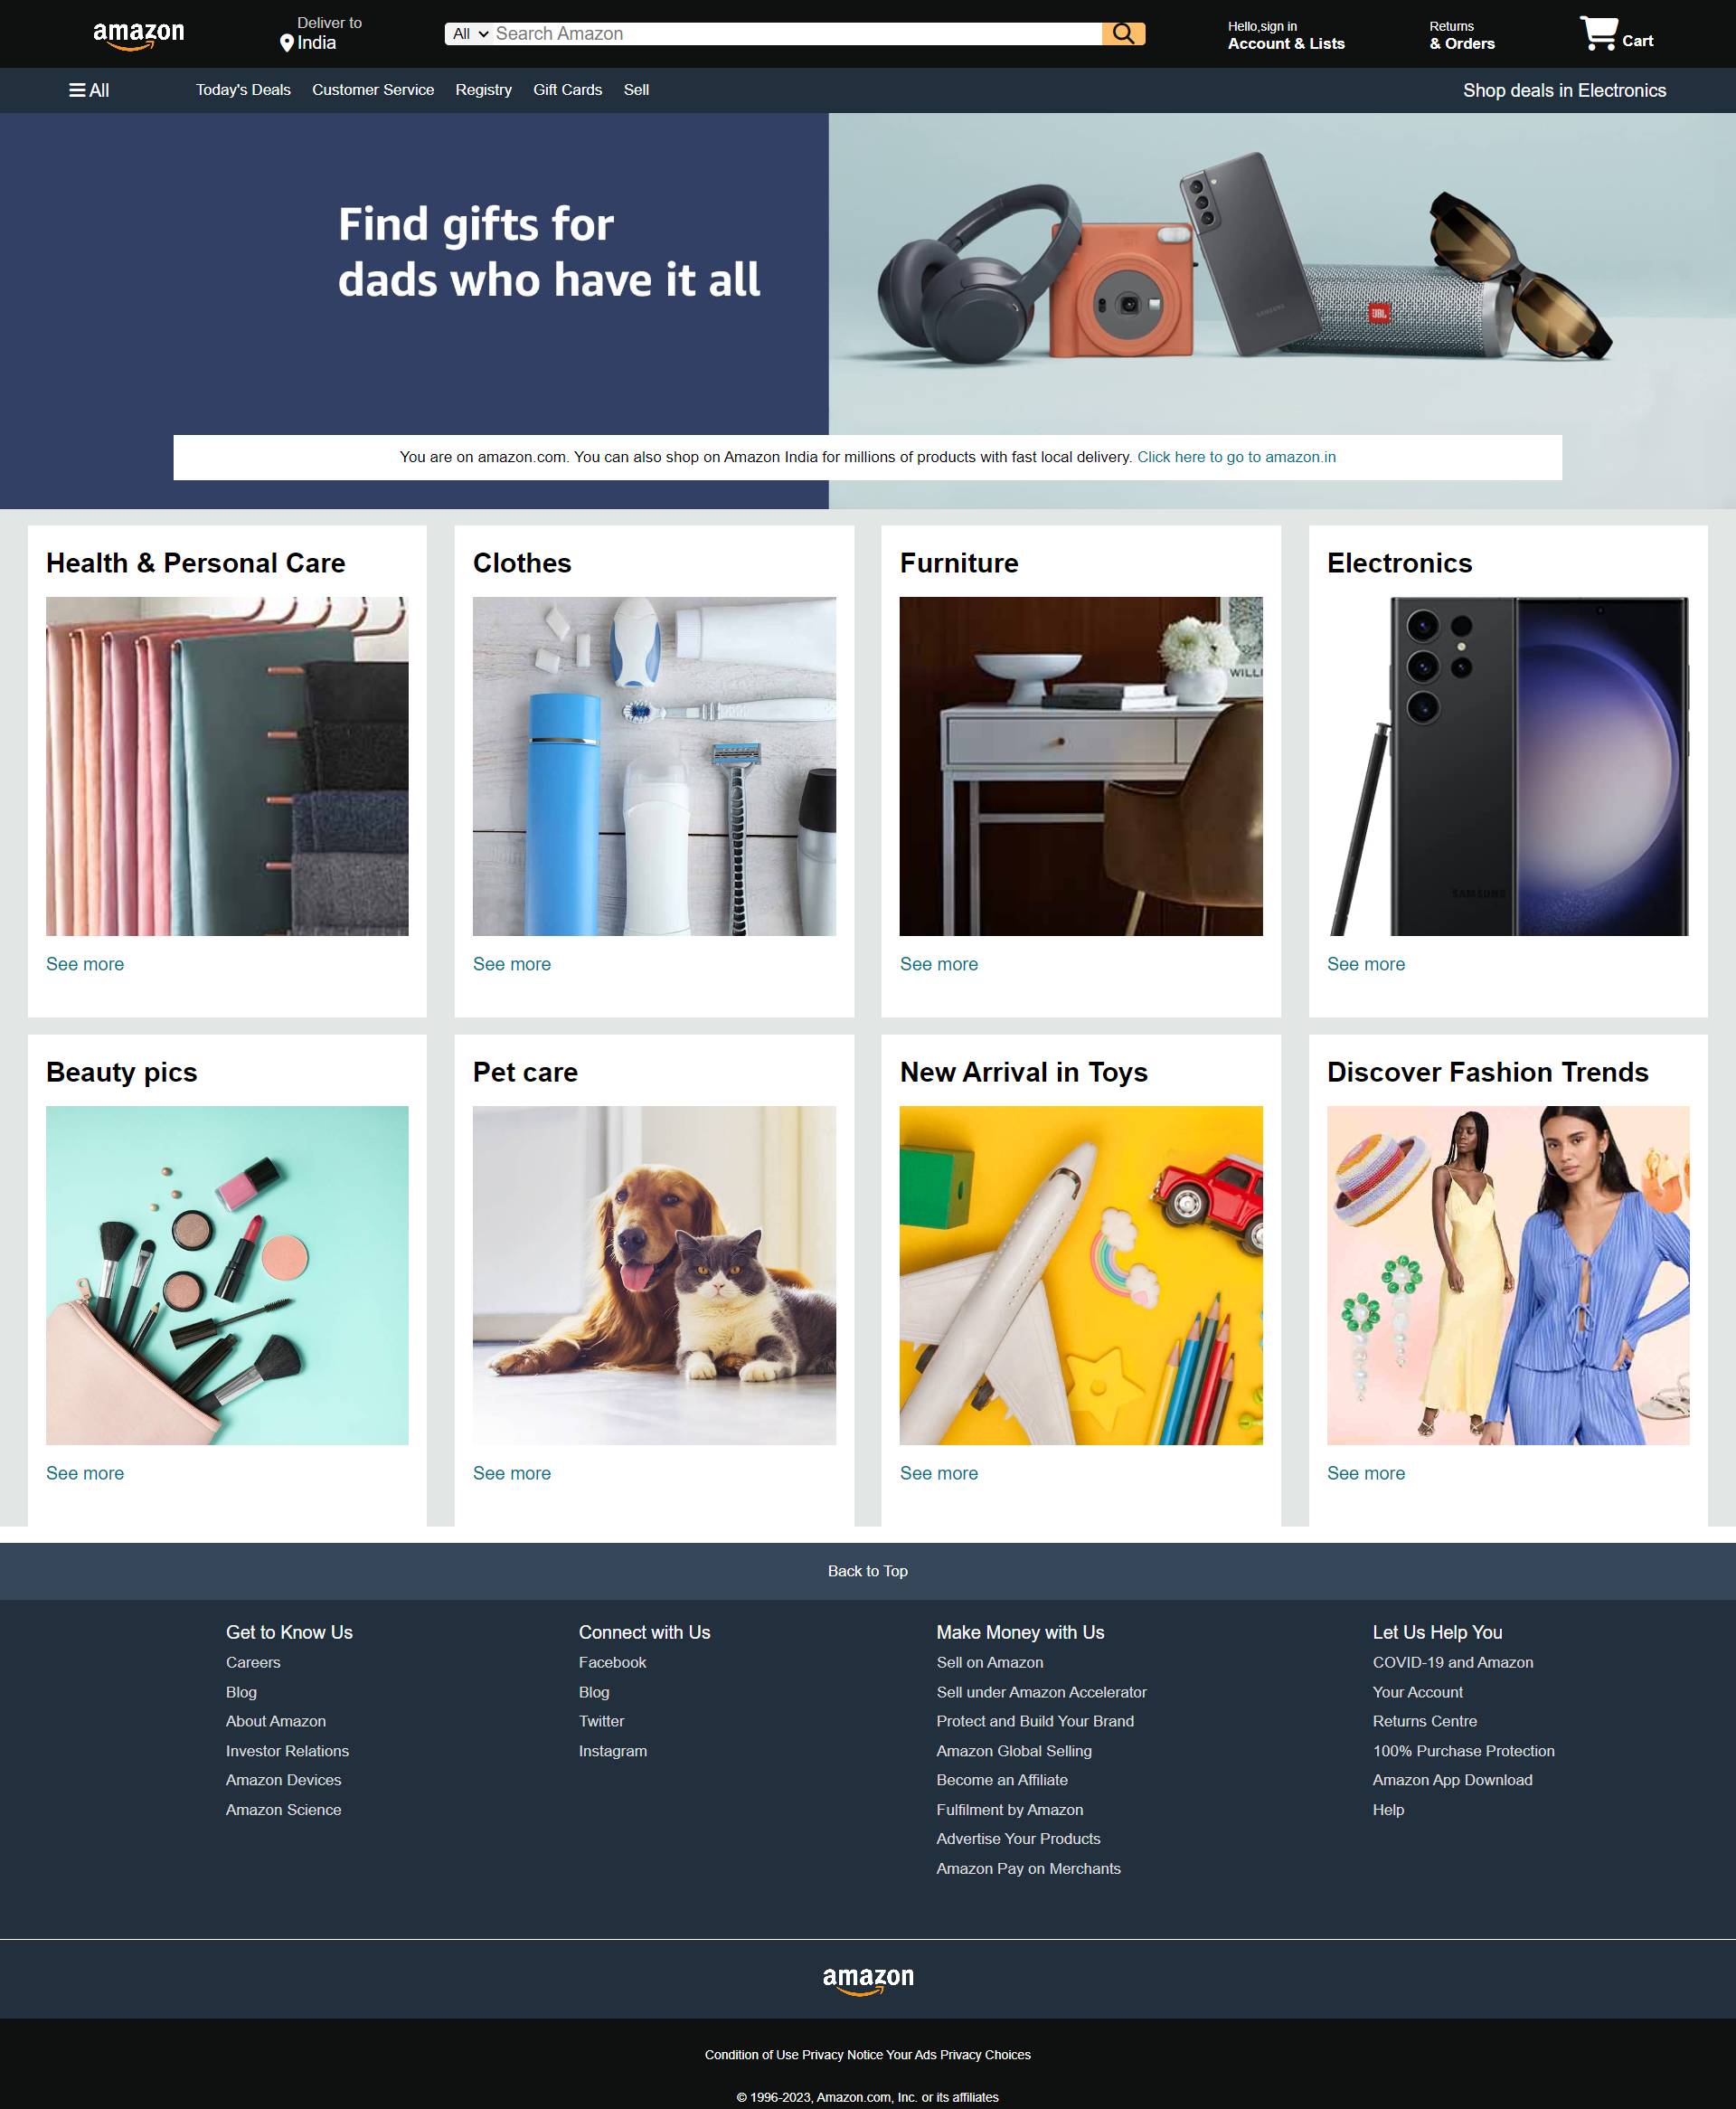 amazon
Deliver to
India
All
Search Amazon
Hello,sign in
Account & Lists
Returns
& Orders
Cart
All
Today's Deals
Customer Service
Registry
Gift Cards
Sell
Shop deals in Electronics
Find gifts for
dads who have it all
SAMSUNG
JBL
You are on amazon.com. You can also shop on Amazon India for millions of products with fast local delivery. Click here to go to amazon.in
Health & Personal Care
Clothes
Furniture
Electronics
WILL
SAMSUNG
See more
See more
See more
See more
Beauty pics
Pet care
New Arrival in Toys
Discover Fashion Trends
See more
See more
See more
See more
Back to Top
Get to Know Us
Careers
Blog
About Amazon
Investor Relations
Amazon Devices
Amazon Science
Connect with Us
Facebook
Blog
Twitter
Instagram
Make Money with Us
Sell on Amazon
Sell under Amazon Accelerator
Protect and Build Your Brand
Amazon Global Selling
Become an Affiliate
Fulfilment by Amazon
Advertise Your Products
Amazon Pay on Merchants
Let Us Help You
COVID-19 and Amazon
Your Account
Returns Centre
100% Purchase Protection
Amazon App Download
Help
amazon
Condition of Use Privacy Notice Your Ads Privacy Choices
© 1996-2023, Amazon.com, Inc. or its affiliates